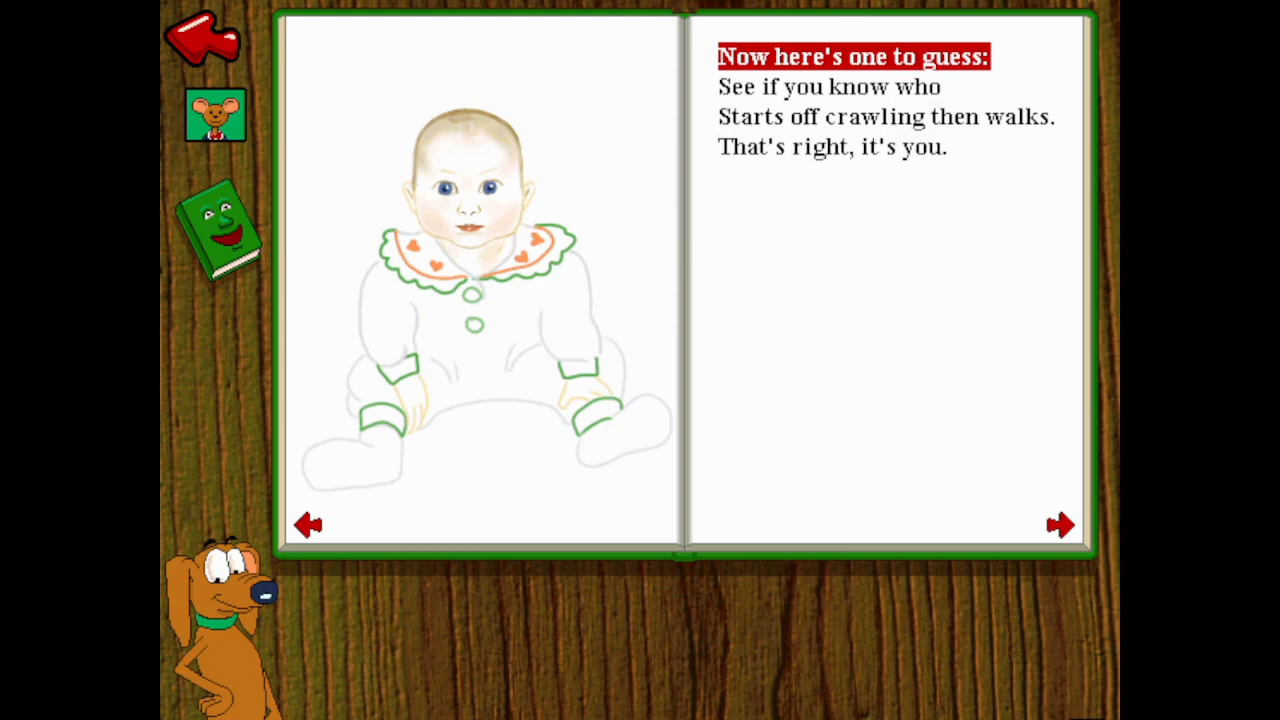 Now here's one to guess:
See if you know who
Starts off crawling then walks.
That's right, it's you.